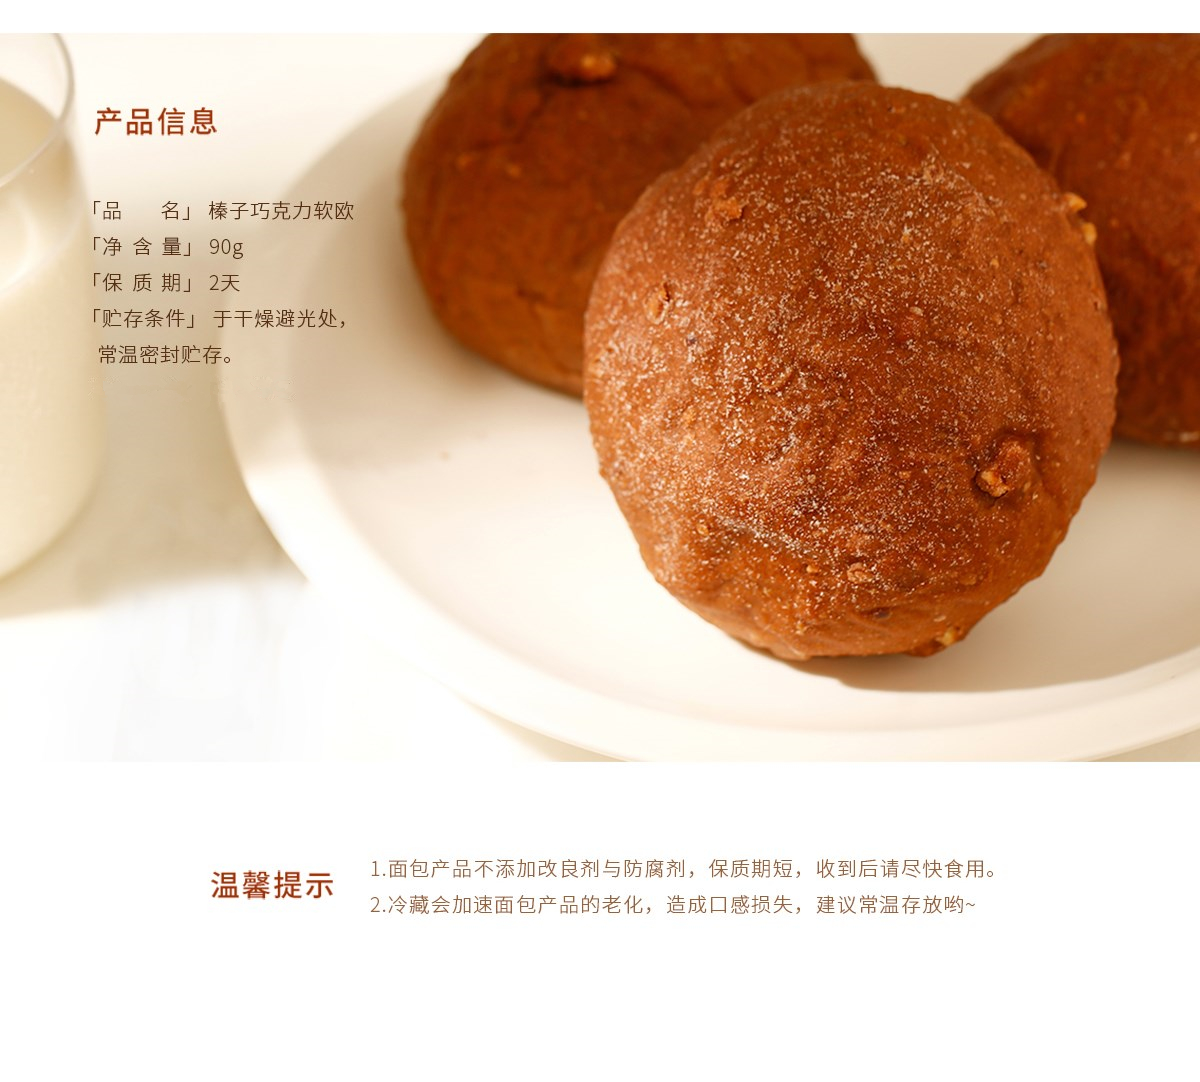 产品信息
「品　名」 榛子巧克力软欧
「净 含 量」 90g
「保 质 期」 2天
「贮存条件」 于干燥避光处，
常温密封贮存。
温馨提示
1.面包产品不添加改良剂与防腐剂，保质期短，收到后请尽快食用。
2.冷藏会加速面包产品的老化，造成口感损失，建议常温存放哟~